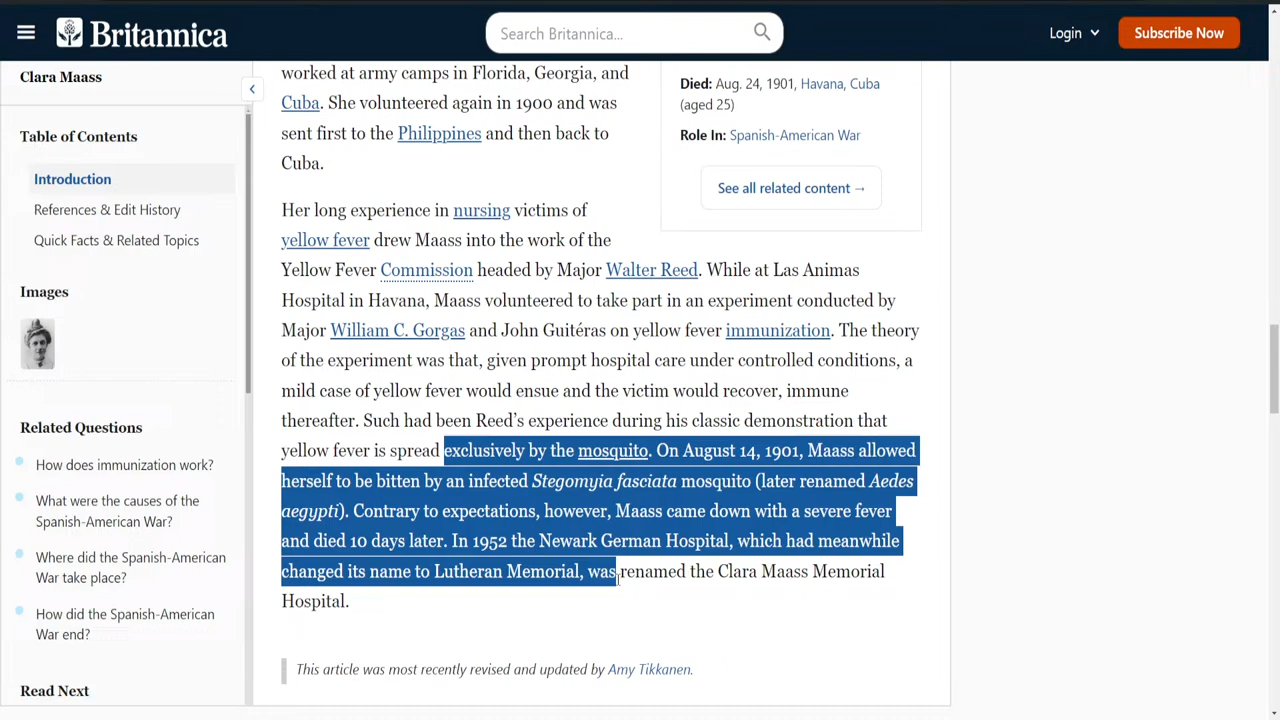 Britannica
Search Britannica...
Login
Subscribe Now
Clara Maass
Table of Contents
Introduction
References & Edit History
Quick Facts & Related Topics
Images
Related Questions
How does immunization work?
What were the causes of the
Spanish-American War?
Where did the Spanish-American
War take place?
How did the Spanish-American
War end?
Read Next
worked at army camps in Florida, Georgia, and
Cuba. She volunteered again in 1900 and was
sent first to the Philippines and then back to
Cuba.
Her long experience in nursing victims of
yellow fever drew Maass into the work of the
Yellow Fever Commission headed by Major Walter Reed. While at Las Animas
Hospital in Havana, Maass volunteered to take part in an experiment conducted by
Major William C. Gorgas and John Guitéras on yellow fever immunization. The theory
of the experiment was that, given prompt hospital care under controlled conditions, a
mild case of yellow fever would ensue and the victim would recover, immune
thereafter. Such had been Reed’s experience during his classic demonstration that
yellow fever is spread exclusively by the mosquito. On August 14, 1901, Maass allowed
herself to be bitten by an infected Stegomyia fasciata mosquito (later renamed Aedes
aegypti). Contrary to expectations, however, Maass came down with a severe fever
and died 10 days later. In 1952 the Newark German Hospital, which had meanwhile
changed its name to Lutheran Memorial, was renamed the Clara Maass Memorial
Hospital.
This article was most recently revised and updated by Amy Tikkanen.
Died: Aug. 24, 1901, Havana, Cuba
(aged 25)
Role In: Spanish-American War
See all related content →